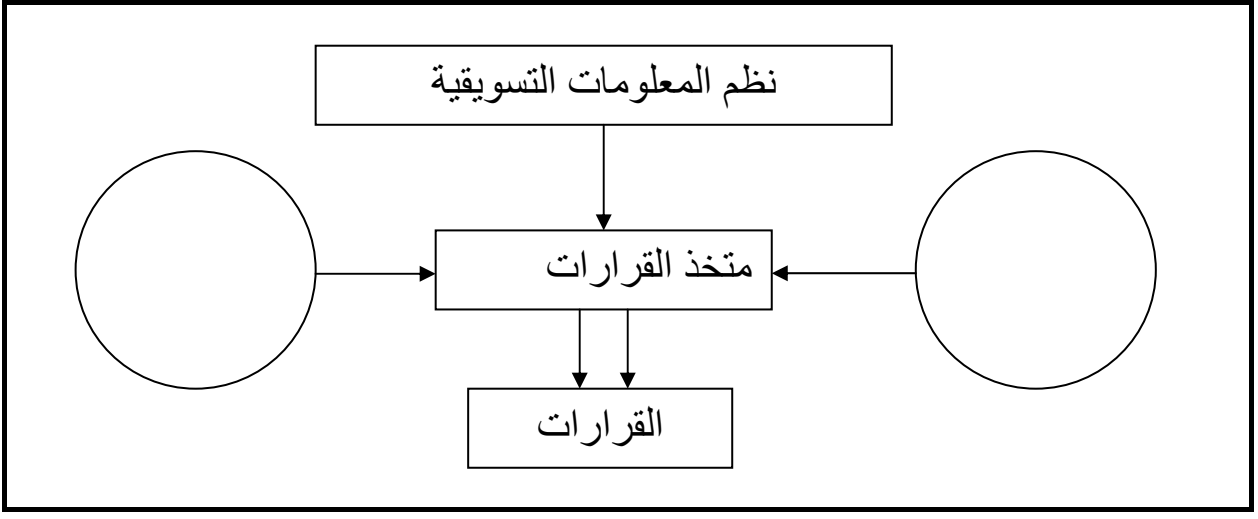 نظم المعلومات التسويقية
متخذ القرارات
القرارات